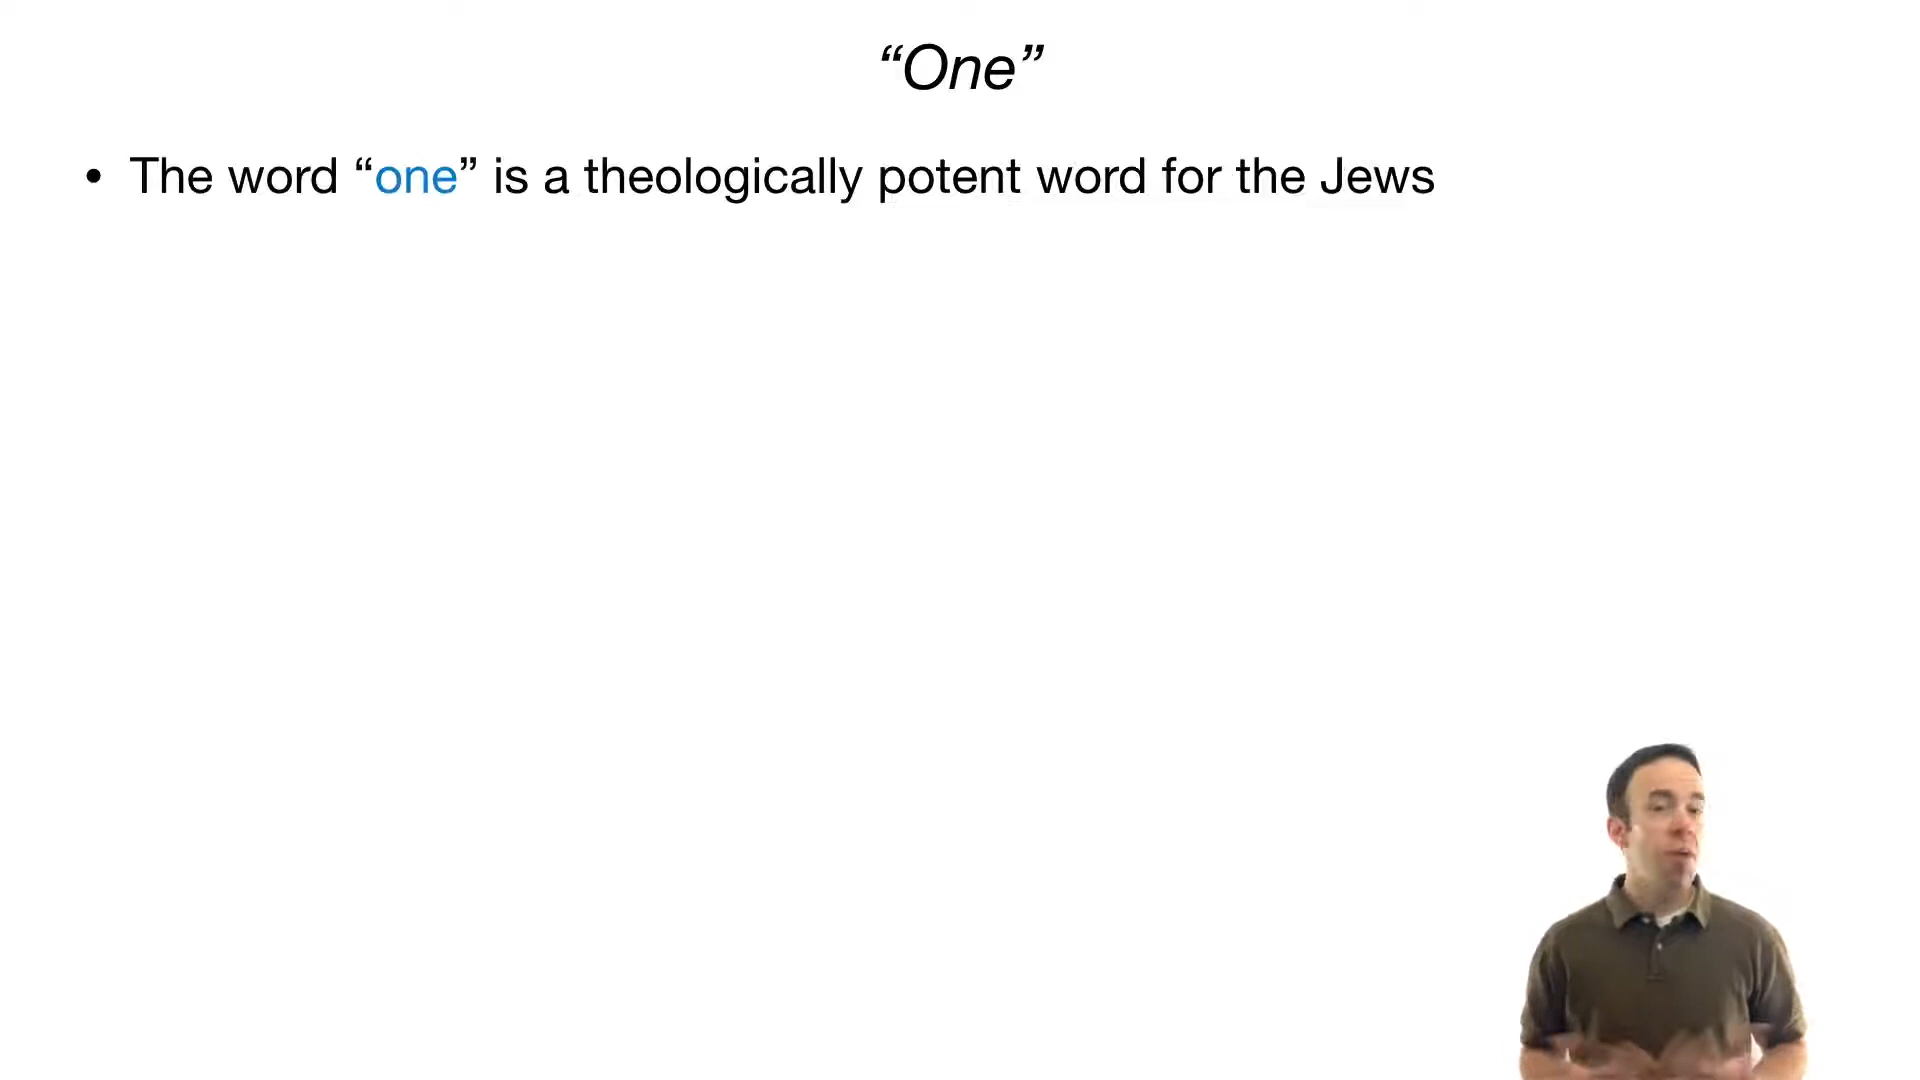 “One”
• The word “one” is a theologically potent word for the Jews